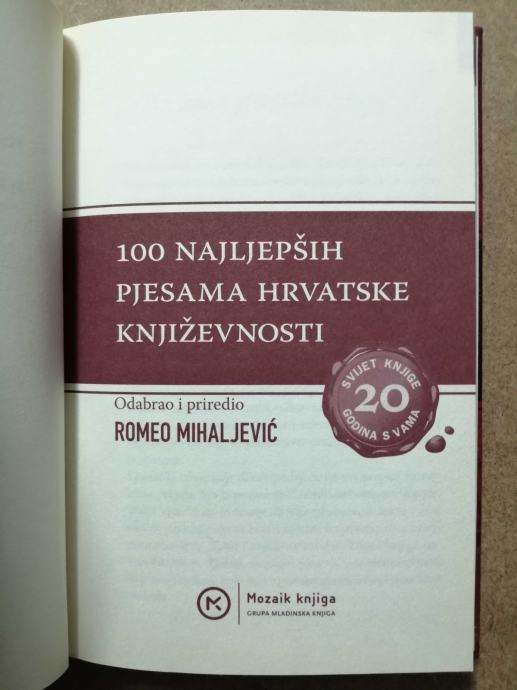 100 NAJLJEPŠIH
PJESAMA HRVATSKE
KNJIŽEVNOSTI
SVIJET KNJIGE
20
GODINA S VAMA
Odabrao i priredio
ROMEO MIHALJEVIĆ
Mozaik knjiga
GRUPA MLADINSKA KNJIGA